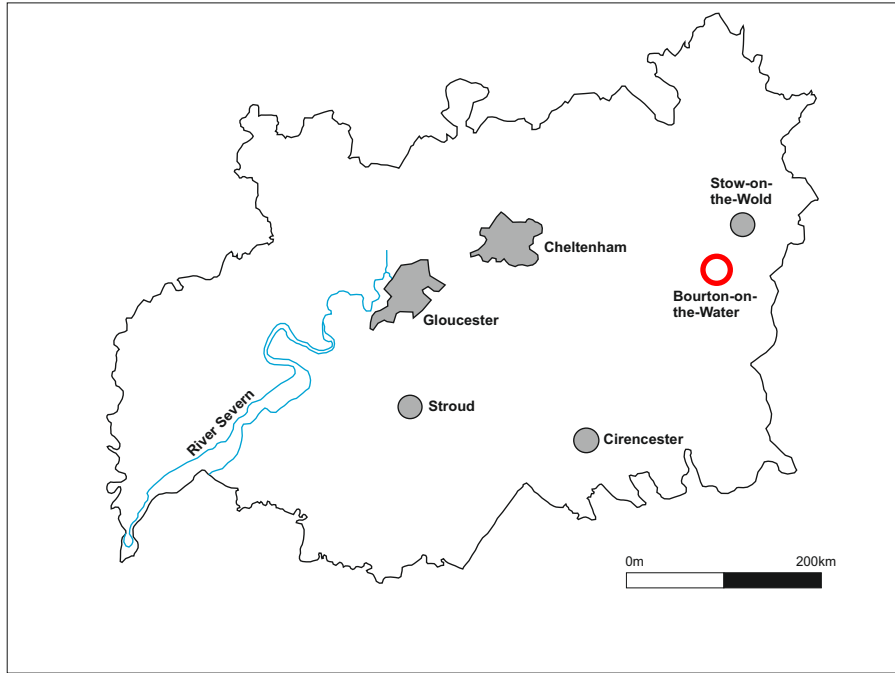 Stow-on-
the-Wold
Cheltenham
Bourton-on-
the-Water
Gloucester
River Severn
Stroud
Cirencester
0m 200km